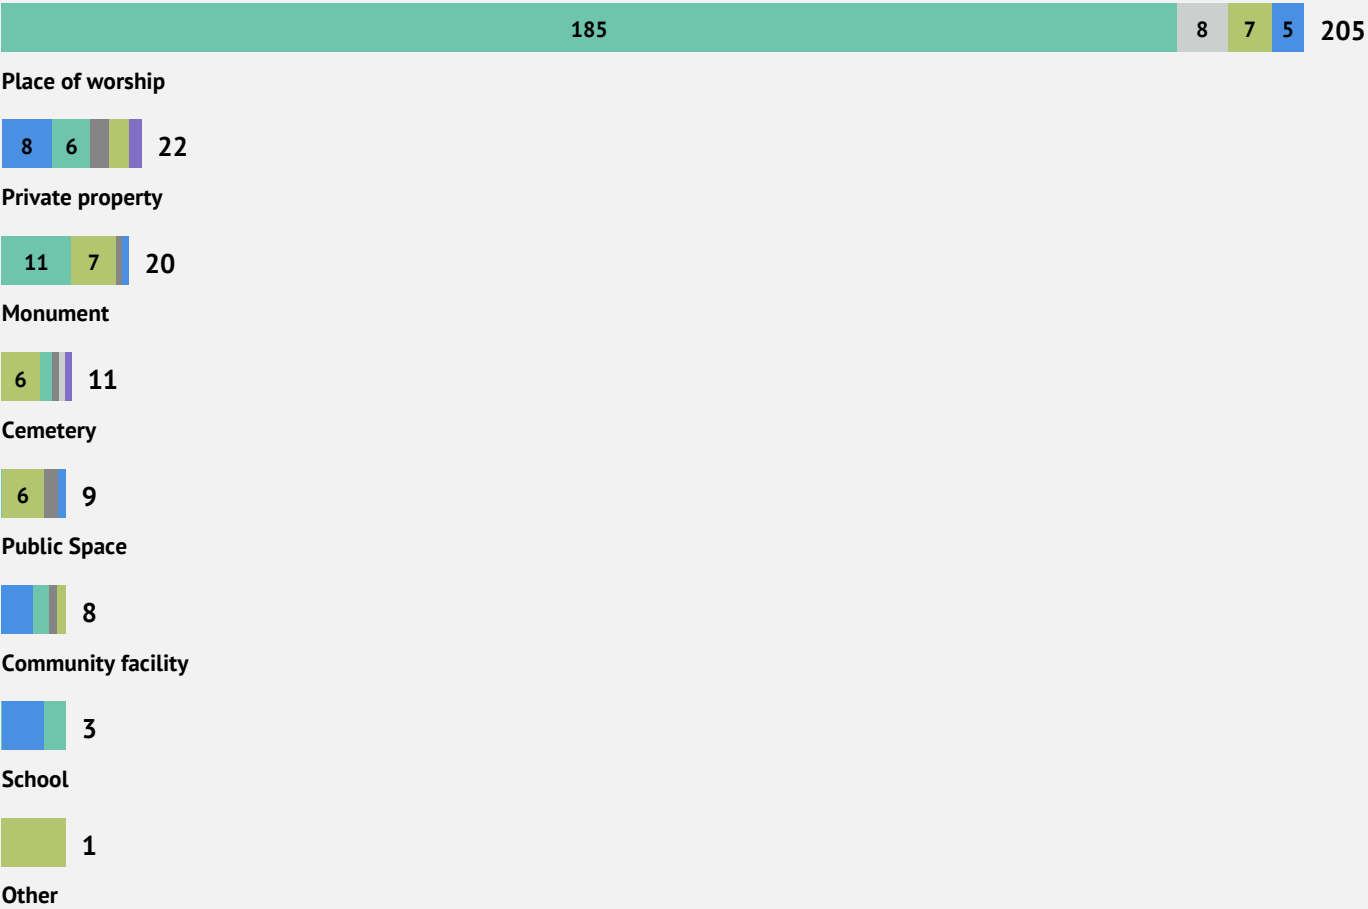 185 8 7 5 205
Place of worship
8 6 22
Private property
11 7 20
Monument
6 11
Cemetery
6 9
Public Space
8
Community facility
3
School
1
Other